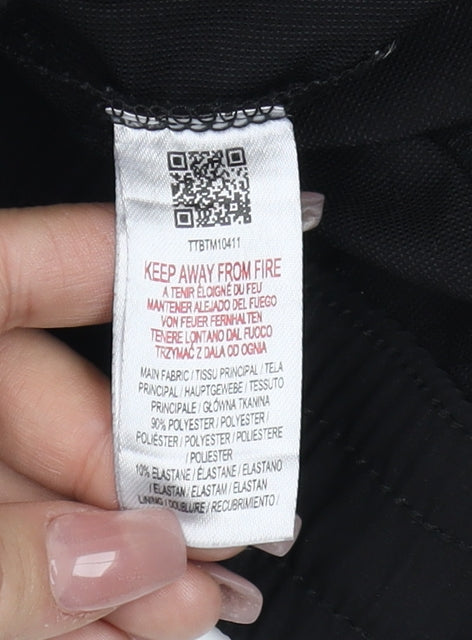 TTBTM10411
KEEP AWAY FROM FIRE
A TENIR ÉLOIGNÉ DU FEU
MANTENER ALEJADO DEL FUEGO
VON FEUER FERNHALTEN
TENERE LONTANO DAL FUOCO
TRZYMAĆ Z DALA OD OGNIA
MAIN FABRIC / TISSU PRINCIPAL / TELA
PRINCIPAL / HAUPTGEWEBE / TESSUTO
PRINCIPALE / GŁÓWNA TKANINA
90% POLYESTER / POLYESTER /
POLIÉSTER / POLYESTER / POLIESTERE
/ POLIESTER
10% ELASTANE / ÉLASTANE / ELASTANO
/ ELASTAN / ELASTAM / ELASTAN
LINING / DOUBLURE / RECUBRIMIENTO /